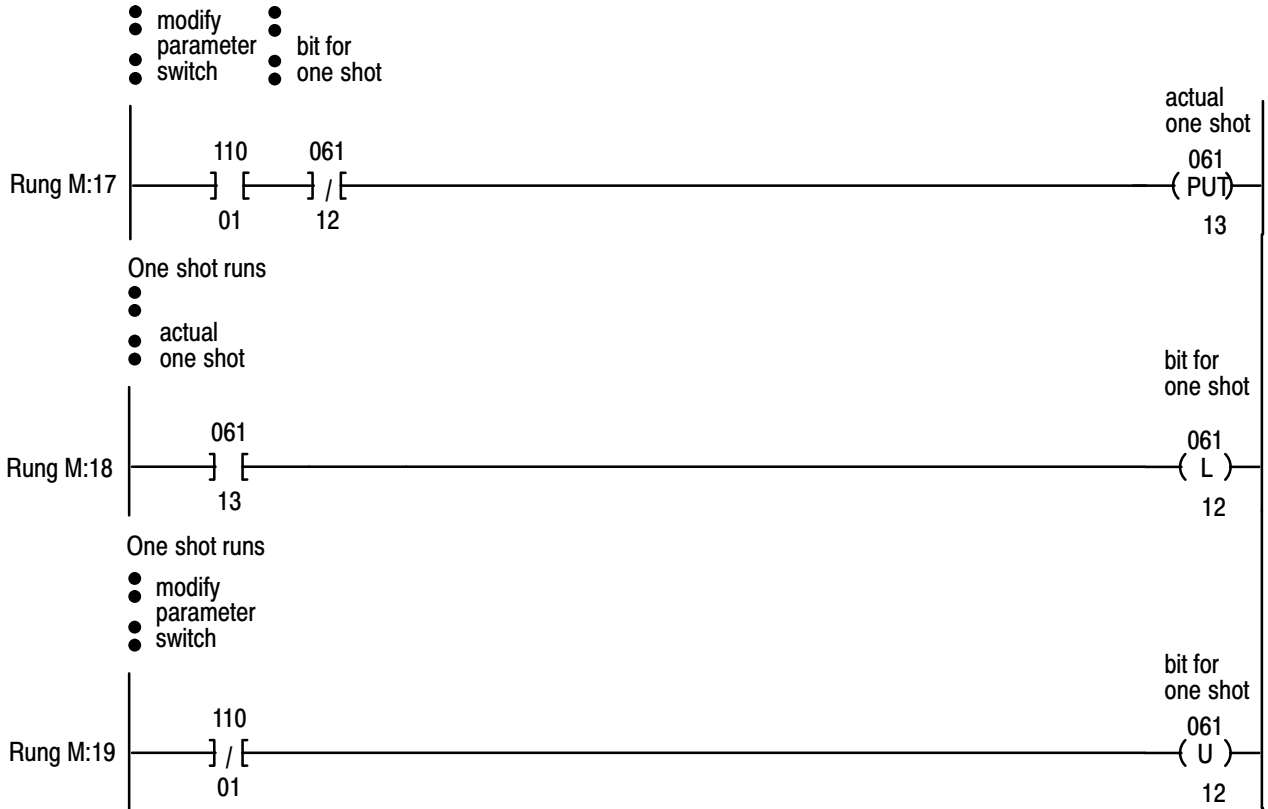 modify
parameter
switch
bit for
one shot
actual
one shot
110
061
061
Rung M:17
] [
] / [
( PUT)
01
12
13
One shot runs
actual
one shot
bit for
one shot
061
061
Rung M:18
] [
( L )
13
12
One shot runs
modify
parameter
switch
bit for
one shot
110
061
Rung M:19
] / [
( U )
01
12